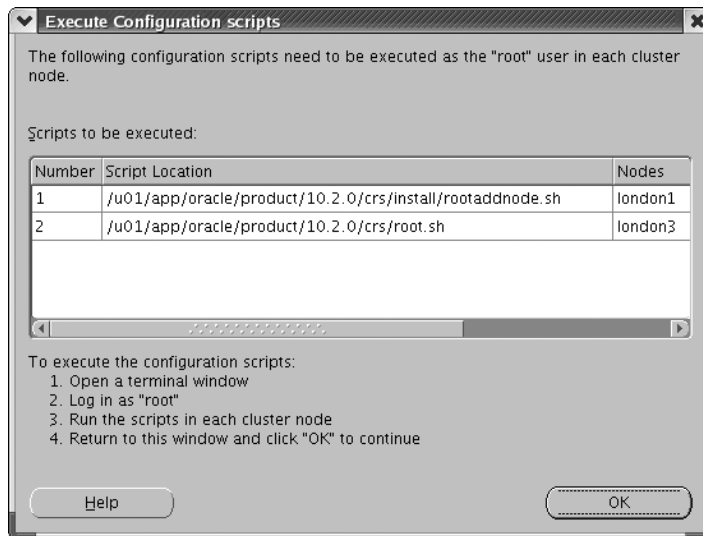 Execute Configuration scripts
The following configuration scripts need to be executed as the "root" user in each cluster
node.
Scripts to be executed:
Number Script Location Nodes
1 /u01/app/oracle/product/10.2.0/crs/install/rootaddnode.sh london1
2 /u01/app/oracle/product/10.2.0/crs/root.sh london3
To execute the configuration scripts:
1. Open a terminal window
2. Log in as "root"
3. Run the scripts in each cluster node
4. Return to this window and click "OK" to continue
Help OK